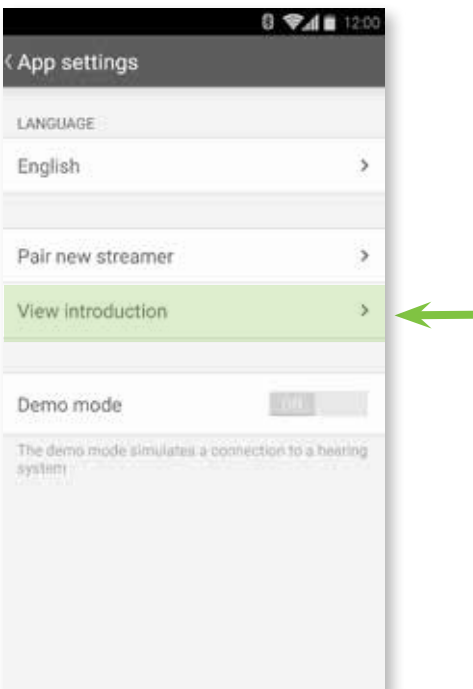 12:00
App settings
LANGUAGE
English
Pair new streamer
View introduction
Demo mode
The demo mode simulates a connection to a hearing
system